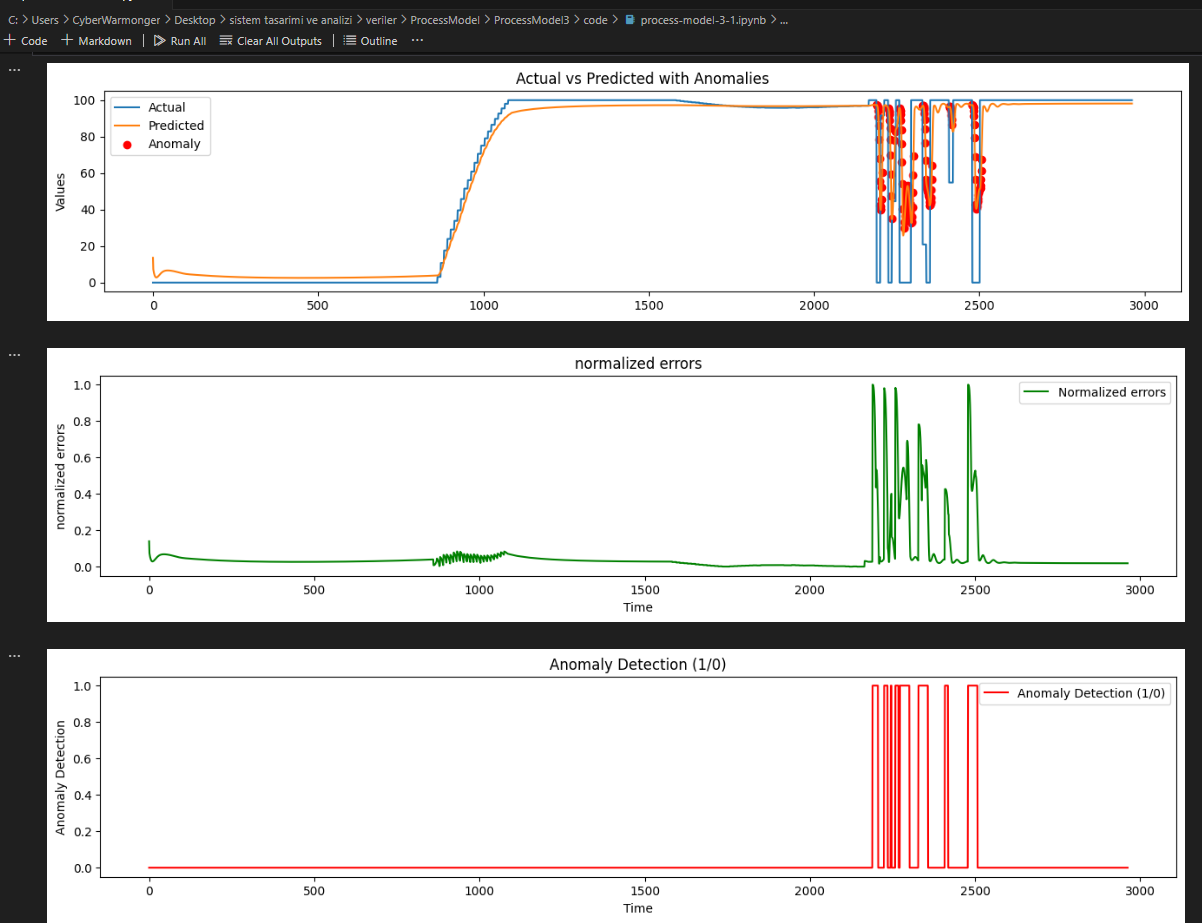 C: > Users > CyberWarmonger > Desktop > sistem tasarimi ve analizi > veriler > ProcessModel > ProcessModel3 > code > process-model-3-1.ipynb > ...
+ Code + Markdown | Run All Clear All Outputs | Outline ...
...
Actual vs Predicted with Anomalies
Actual
Predicted
Anomaly
Values
100
80
60
40
20
0
0 500 1000 1500 2000 2500 3000
...
normalized errors
Normalized errors
normalized errors
1.0
0.8
0.6
0.4
0.2
0.0
0 500 1000 1500 2000 2500 3000
Time
...
Anomaly Detection (1/0)
Anomaly Detection (1/0)
Anomaly Detection
1.0
0.8
0.6
0.4
0.2
0.0
0 500 1000 1500 2000 2500 3000
Time